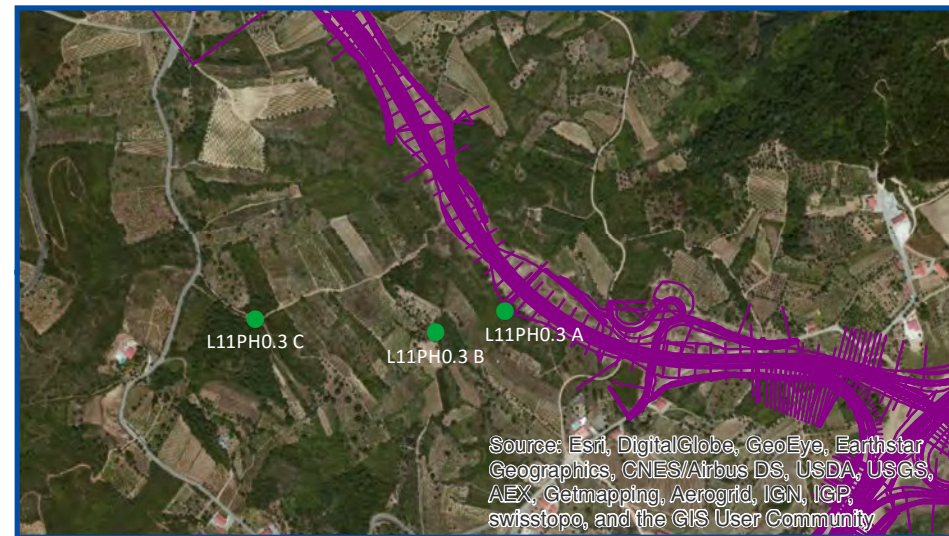 L11PH0.3 C
L11PH0.3 B
L11PH0.3 A
Source: Esri, DigitalGlobe, GeoEye, Earthstar
Geographics, CNES/Airbus DS, USDA, USGS,
AEX, Getmapping, Aerogrid, IGN, IGP,
swisstopo, and the GIS User Community